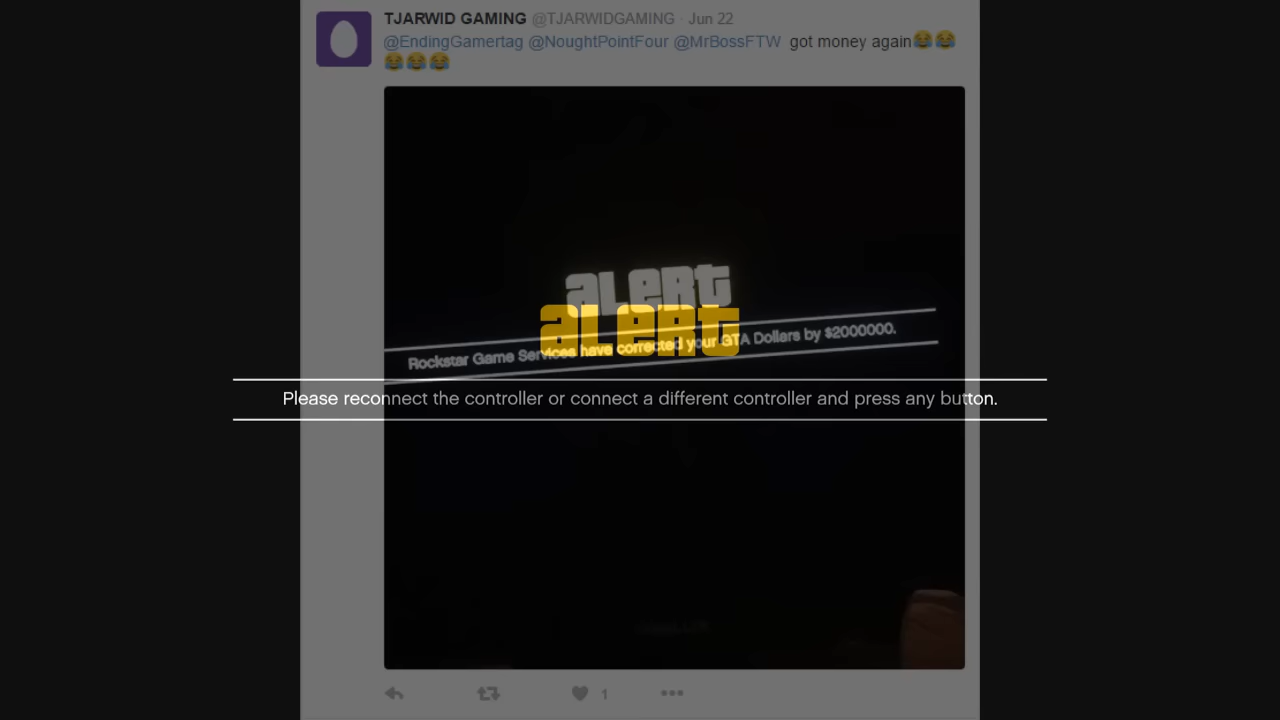 TJARWID GAMING @TJARWIDGAMING · Jun 22
@EndingGamertag @NoughtPointFour @MrBossFTW got money again😂😂
😂😂😂
aLeRt
aLeRt
Rockstar Game Services have corrected your GTA Dollars by $2000000.
Please reconnect the controller or connect a different controller and press any button.
1